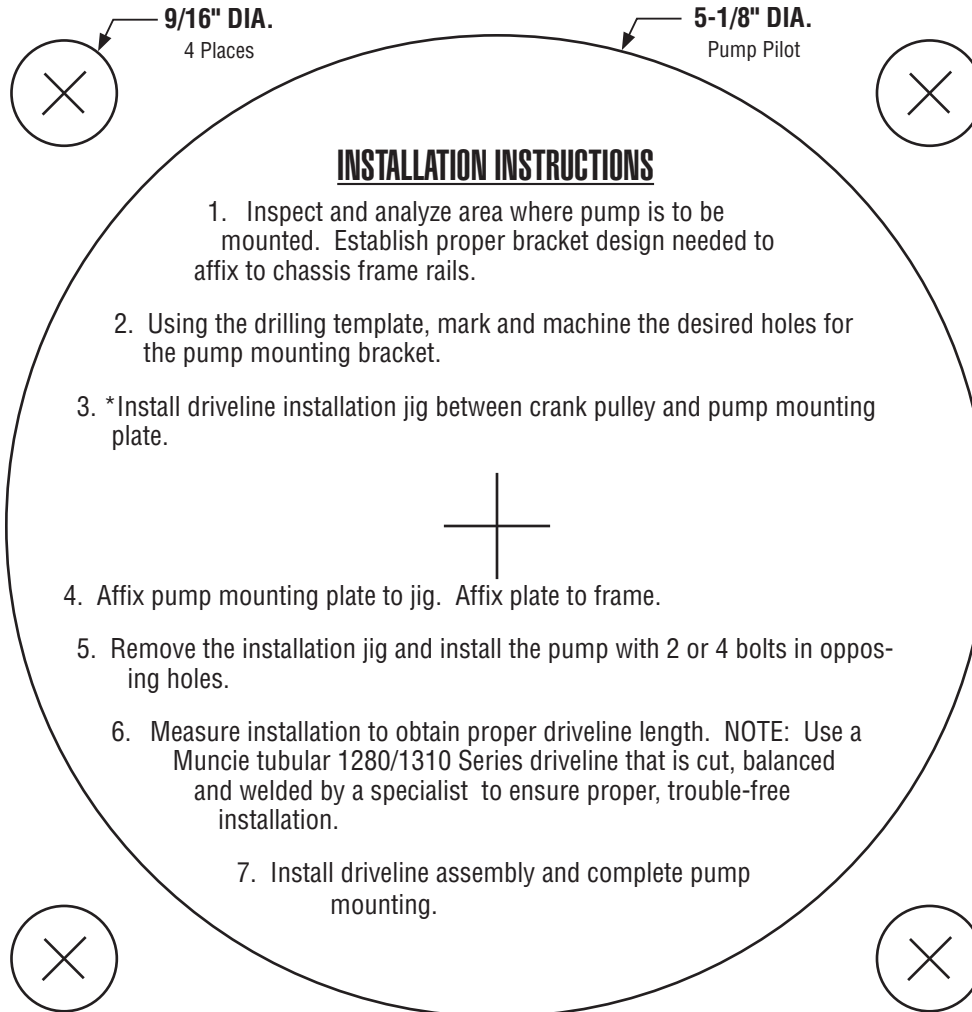 9/16" DIA.
4 Places
5-1/8" DIA.
Pump Pilot
INSTALLATION INSTRUCTIONS
1. Inspect and analyze area where pump is to be
mounted. Establish proper bracket design needed to
affix to chassis frame rails.
2. Using the drilling template, mark and machine the desired holes for
the pump mounting bracket.
3. *Install driveline installation jig between crank pulley and pump mounting
plate.
4. Affix pump mounting plate to jig. Affix plate to frame.
5. Remove the installation jig and install the pump with 2 or 4 bolts in oppos-
ing holes.
6. Measure installation to obtain proper driveline length. NOTE: Use a
Muncie tubular 1280/1310 Series driveline that is cut, balanced
and welded by a specialist to ensure proper, trouble-free
installation.
7. Install driveline assembly and complete pump
mounting.